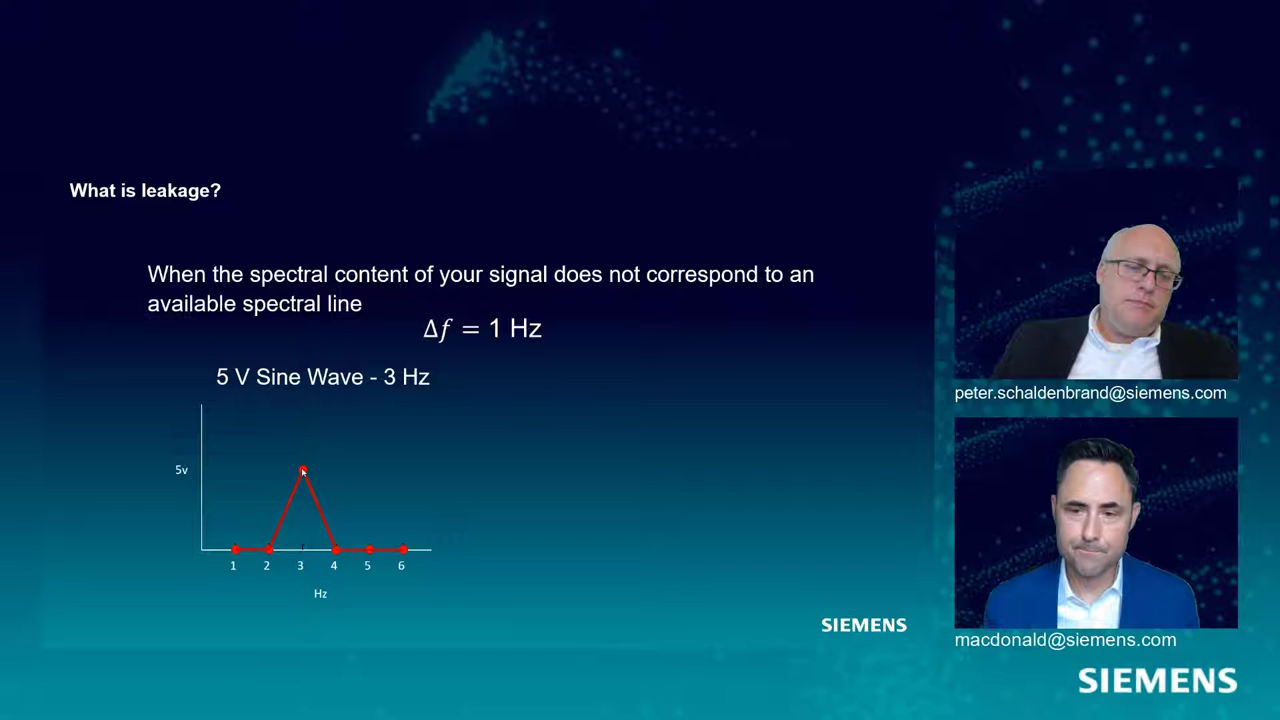 What is leakage?
When the spectral content of your signal does not correspond to an
available spectral line
Δf = 1 Hz
5 V Sine Wave - 3 Hz
5v
1 2 3 4 5 6
Hz
SIEMENS
peter.schaldenbrand@siemens.com
macdonald@siemens.com
SIEMENS